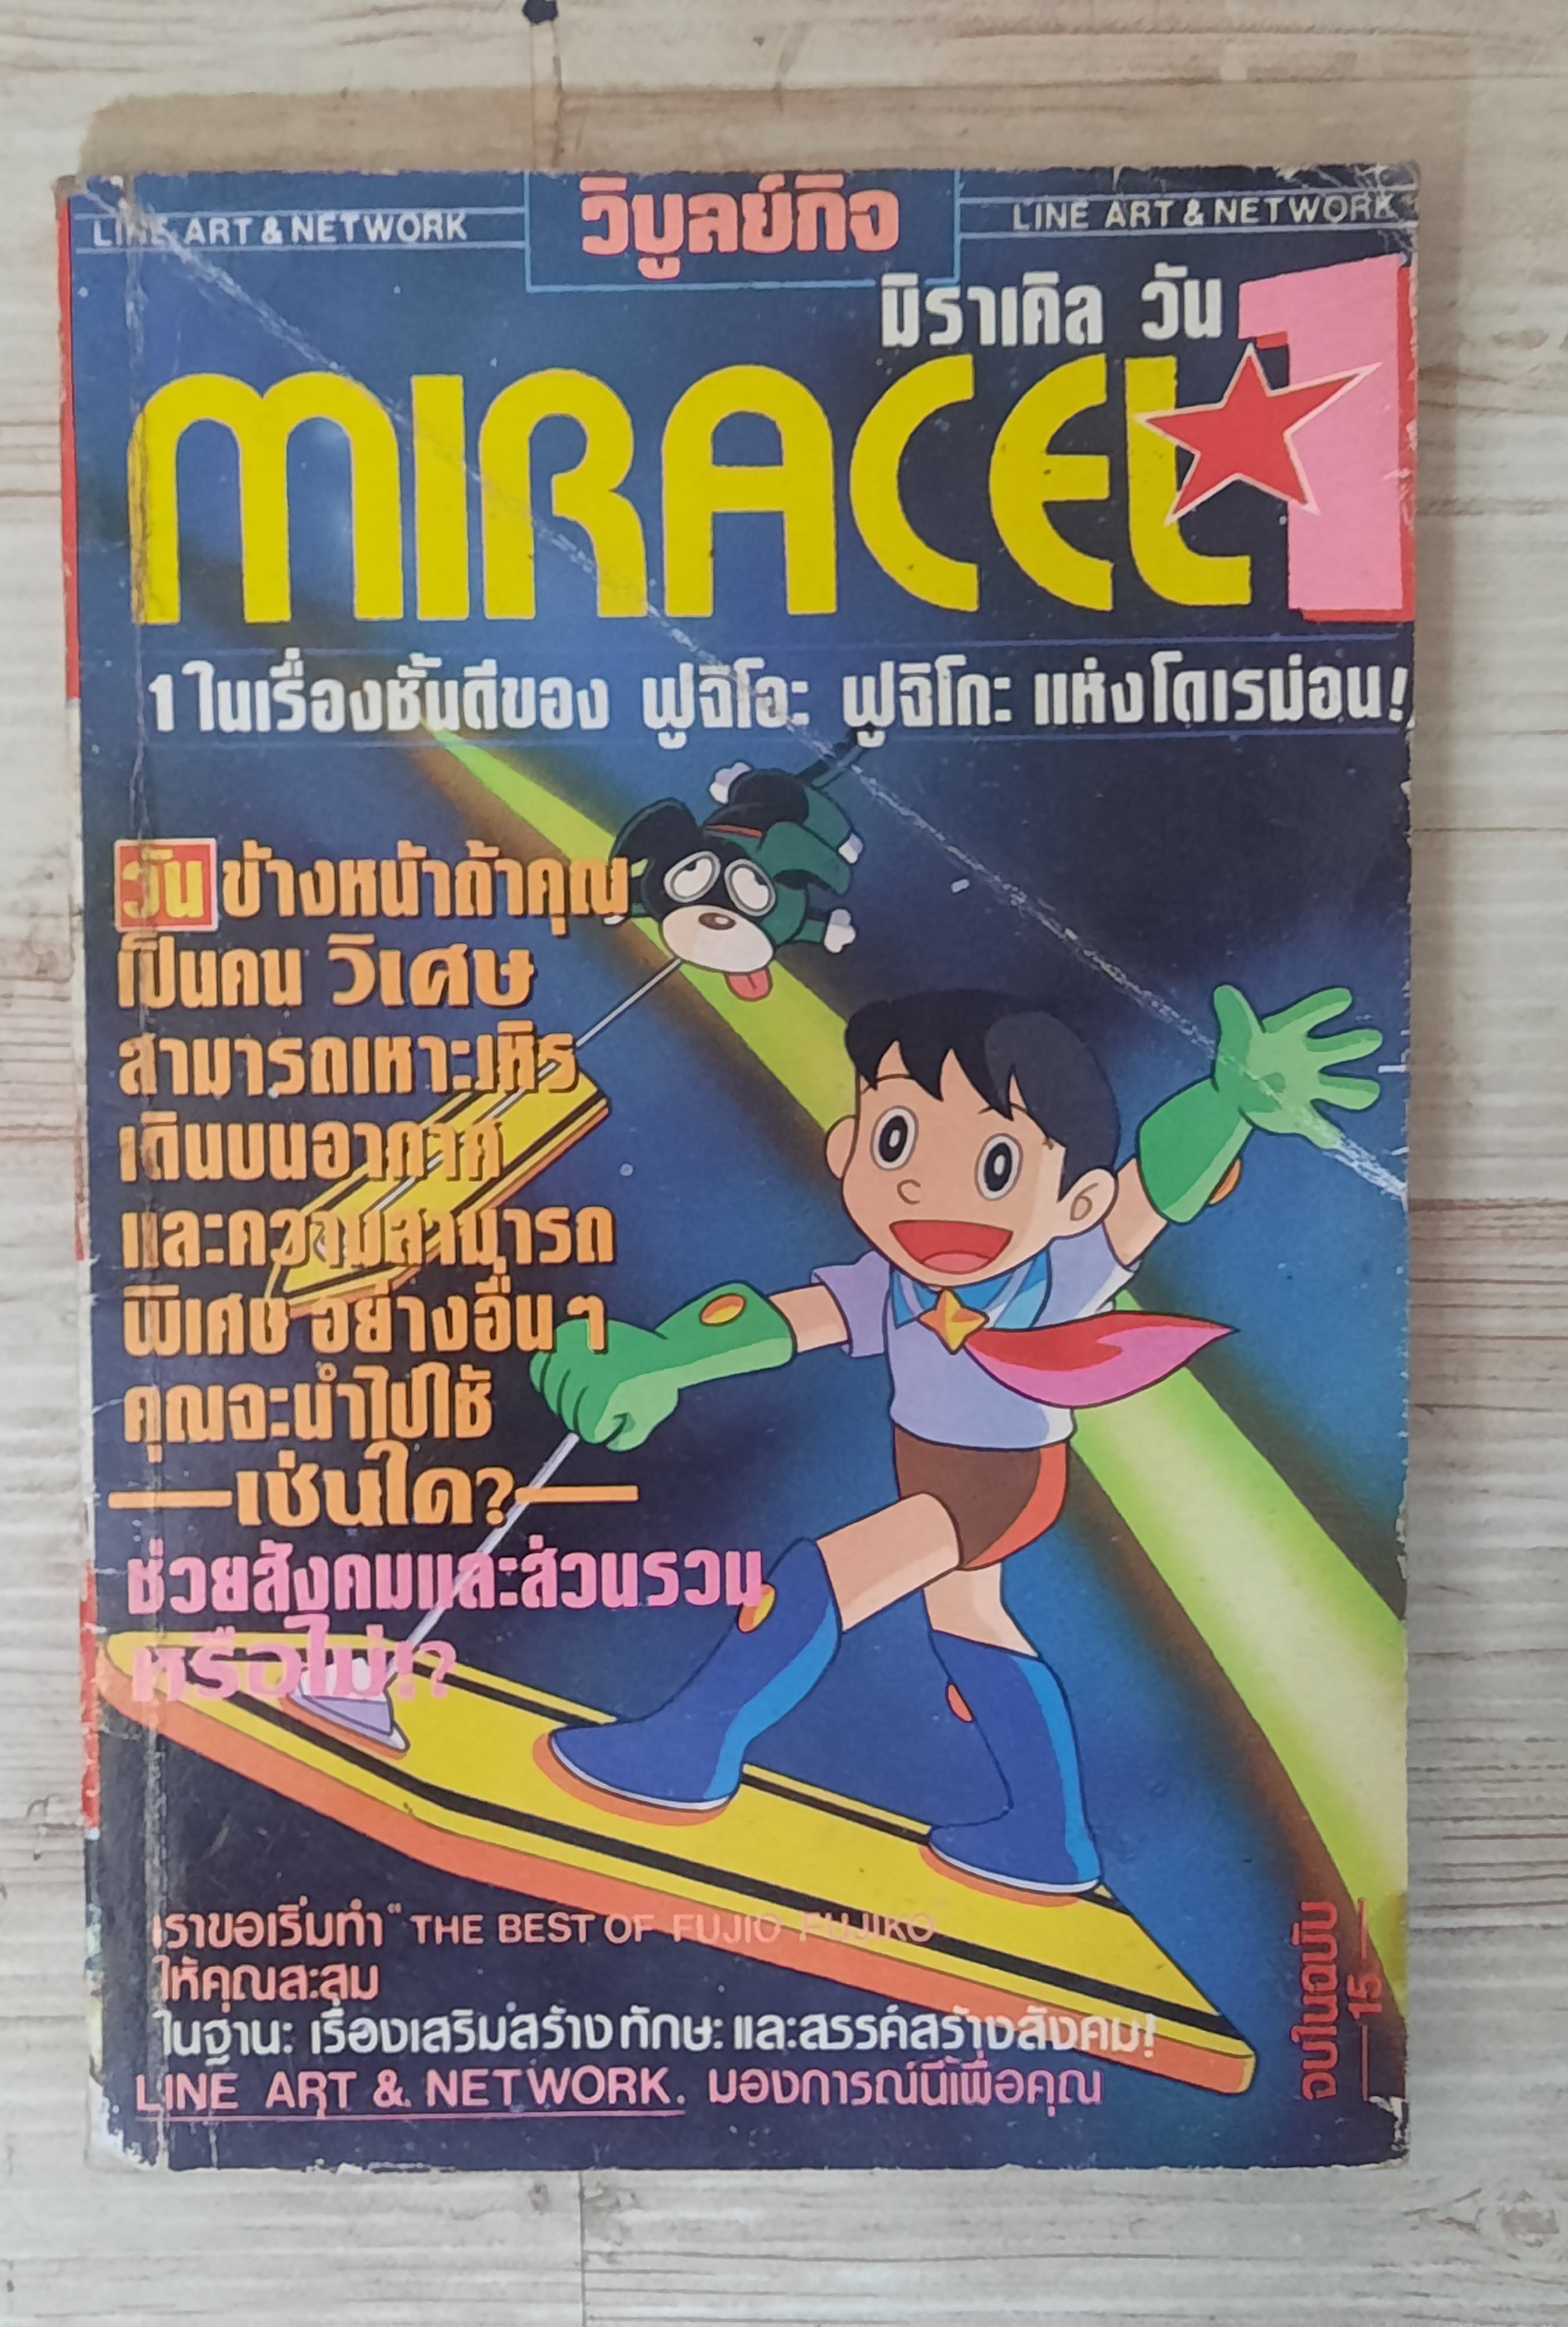 LINE ART & NETWORK
วิบูลย์กิจ
LINE ART & NETWORK
มิราเคิล วัน
MIRACEL 1
1 ในเรื่องชั้นดีของ ฟูจิโอะ ฟูจิโกะ แห่งโดเรม่อน!
วันข้างหน้าถ้าคุณ
เป็นคน วิเศษ
สามารถเหาะเหิร
เดินบนอากาศ
และความสามารถ
พิเศษ อย่างอื่น ๆ
คุณจะนำไปใช้
—เช่นใด?—
ช่วยสังคมและส่วนรวม
หรือไม่!?
เราขอเริ่มทำ "THE BEST OF FUJIO FUJIKO"
ให้คุณสะสม
ในฐานะ เรื่องเสริมสร้างทักษะ และสรรค์สร้างสังคม!
LINE ART & NETWORK. มองการณ์นี้เพื่อคุณ
จบในฉบับ
—15.—